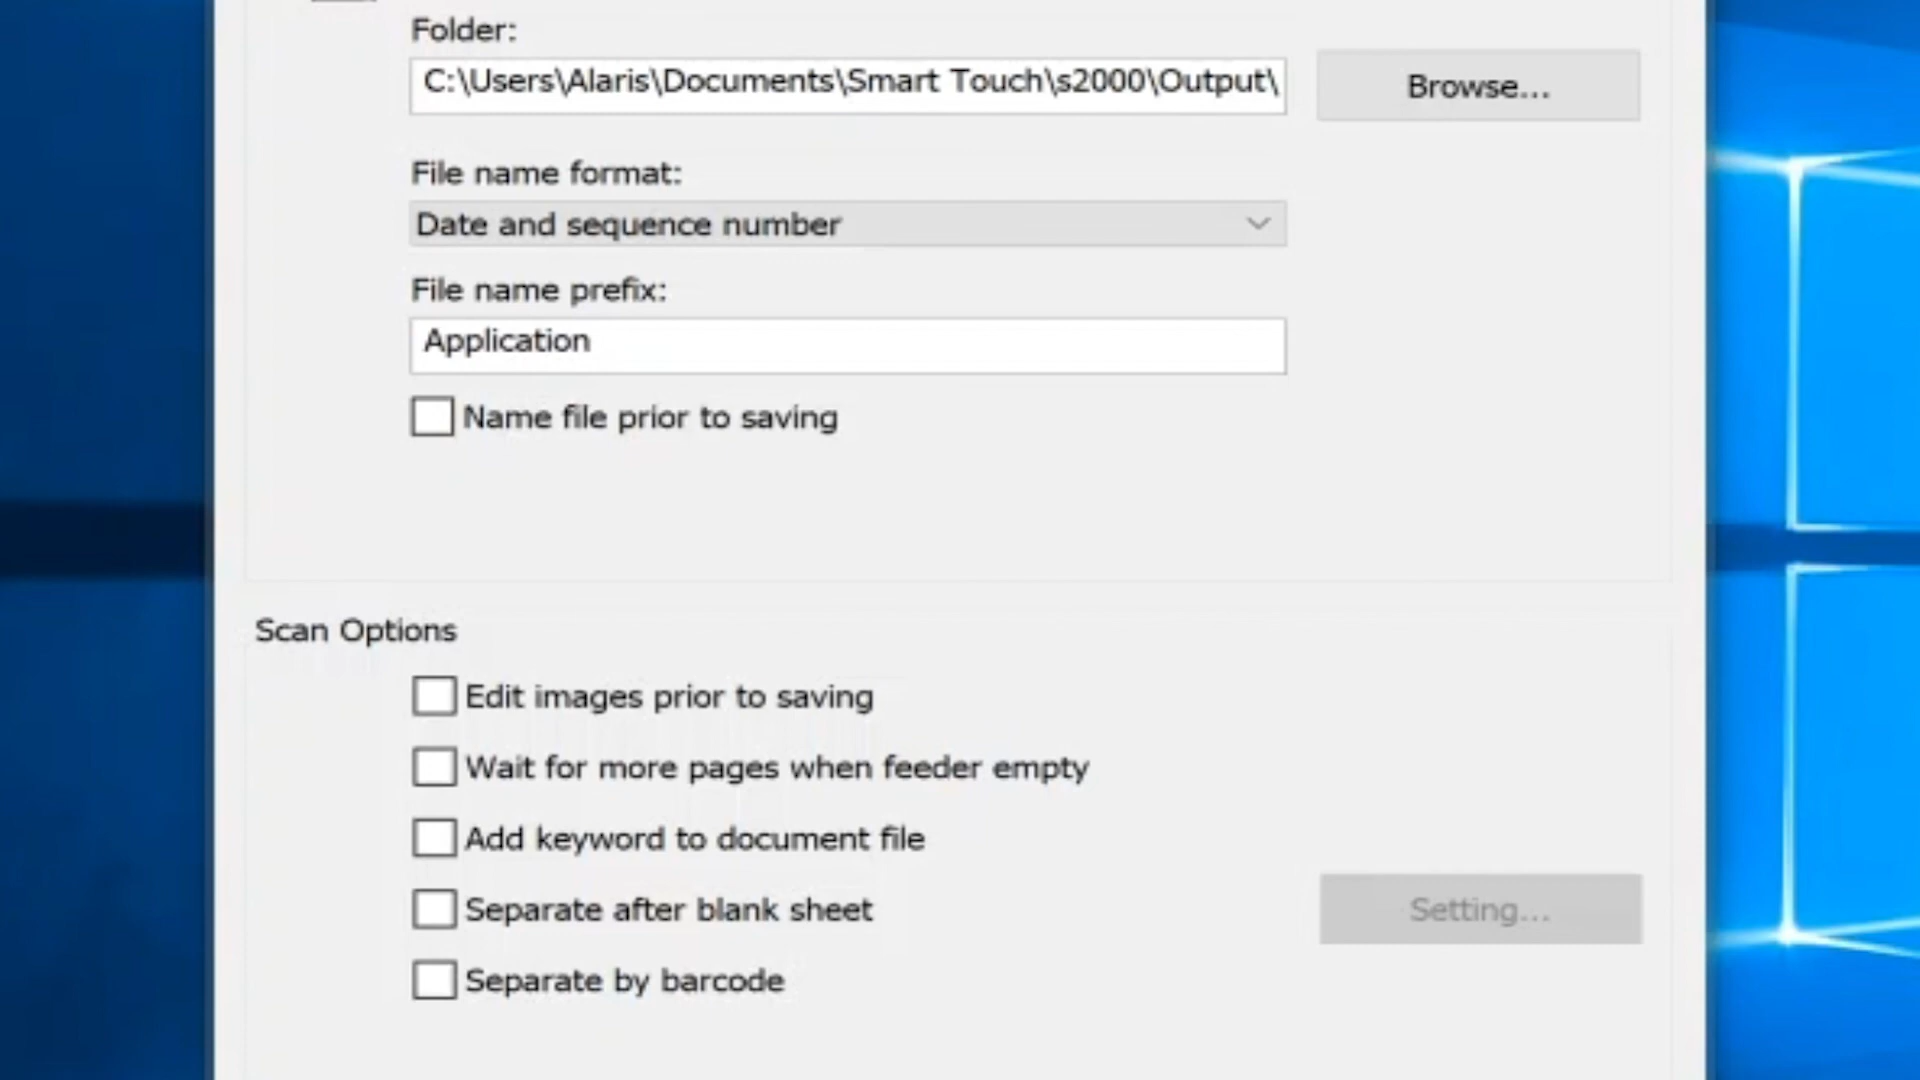 Folder:
C:\Users\Alaris\Documents\Smart Touch\s2000\Output\
Browse...
File name format:
Date and sequence number
File name prefix:
Application
Name file prior to saving
Scan Options
Edit images prior to saving
Wait for more pages when feeder empty
Add keyword to document file
Separate after blank sheet
Setting...
Separate by barcode